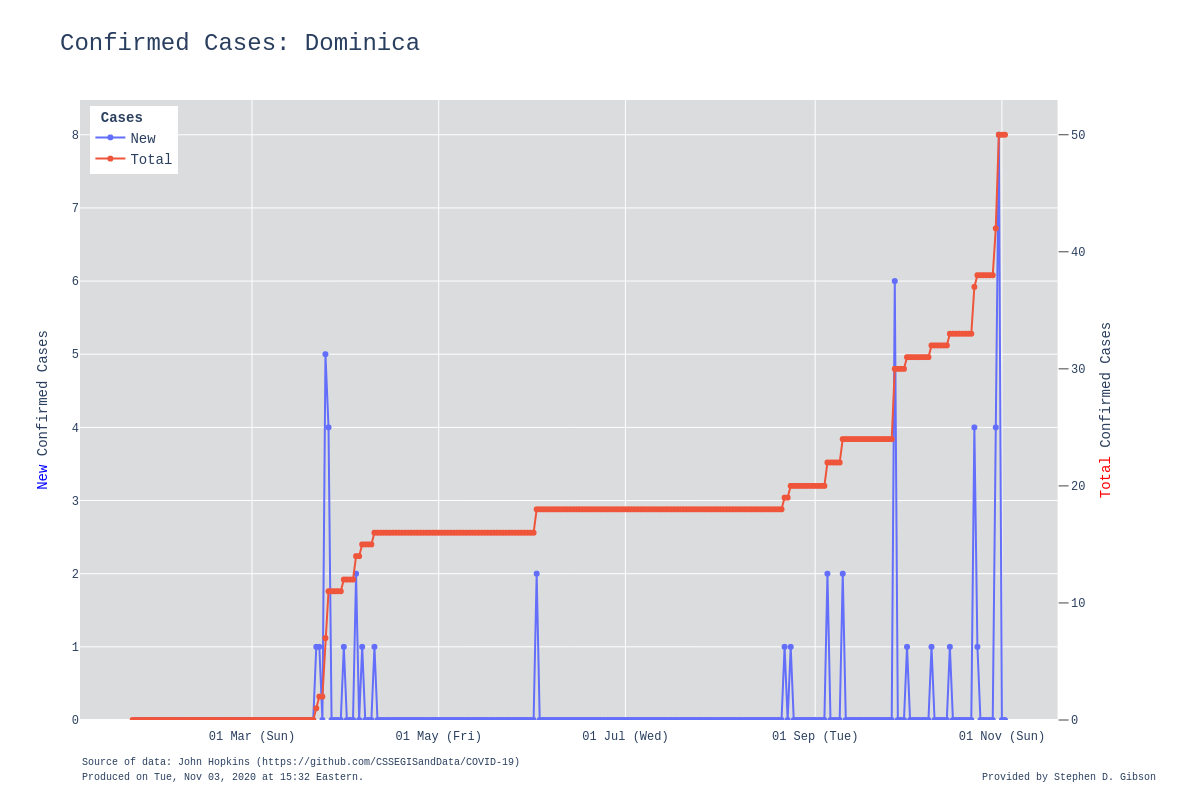 Confirmed Cases: Dominica
Cases
New
Total
8
7
6
5
4
3
2
1
0
50
40
30
20
10
0
New Confirmed Cases
Total Confirmed Cases
01 Mar (Sun)
01 May (Fri)
01 Jul (Wed)
01 Sep (Tue)
01 Nov (Sun)
Source of data: John Hopkins (https://github.com/CSSEGISandData/COVID-19)
Produced on Tue, Nov 03, 2020 at 15:32 Eastern.
Provided by Stephen D. Gibson